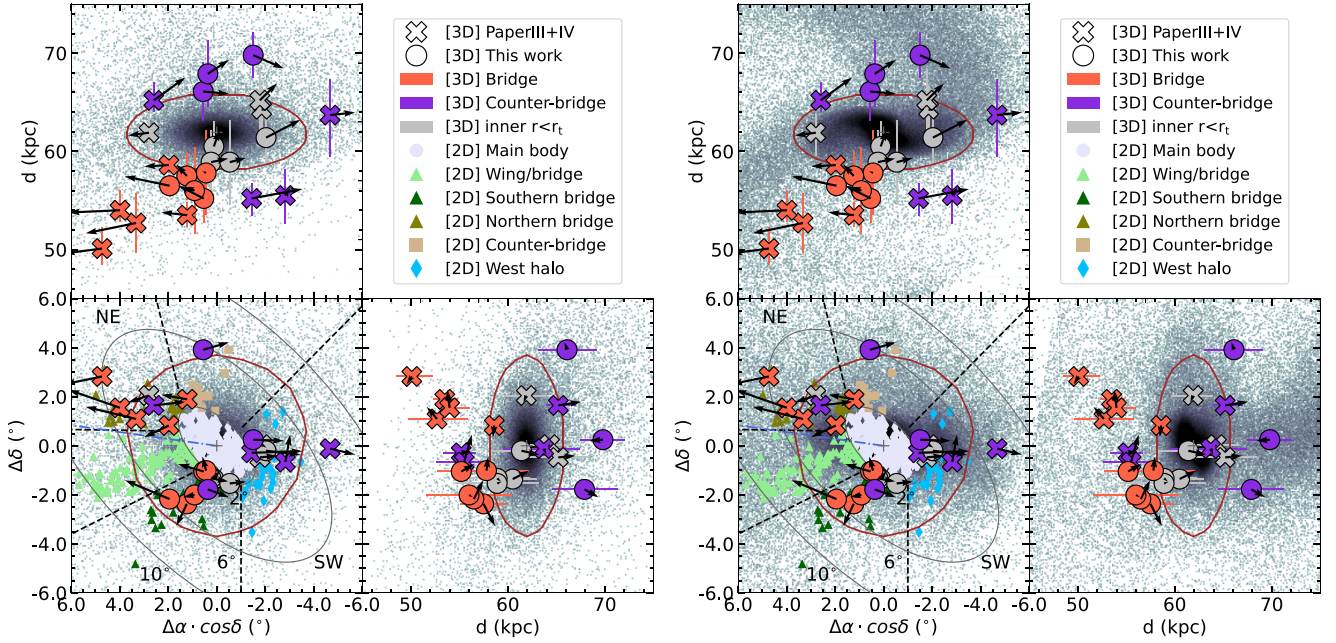 d (kpc)
70
60
50
[3D] PaperIII+IV
[3D] This work
[3D] Bridge
[3D] Counter-bridge
[3D] inner r<r_t
[2D] Main body
[2D] Wing/bridge
[2D] Southern bridge
[2D] Northern bridge
[2D] Counter-bridge
[2D] West halo
Δδ (°)
6.0
4.0
2.0
0.0
-2.0
-4.0
-6.0
NE
2°
6°
10°
SW
6.0 4.0 2.0 0.0 -2.0 -4.0 -6.0
Δα · cosδ (°)
50 60 70
d (kpc)
d (kpc)
70
60
50
[3D] PaperIII+IV
[3D] This work
[3D] Bridge
[3D] Counter-bridge
[3D] inner r<r_t
[2D] Main body
[2D] Wing/bridge
[2D] Southern bridge
[2D] Northern bridge
[2D] Counter-bridge
[2D] West halo
Δδ (°)
6.0
4.0
2.0
0.0
-2.0
-4.0
-6.0
NE
2°
6°
10°
SW
6.0 4.0 2.0 0.0 -2.0 -4.0 -6.0
Δα · cosδ (°)
50 60 70
d (kpc)